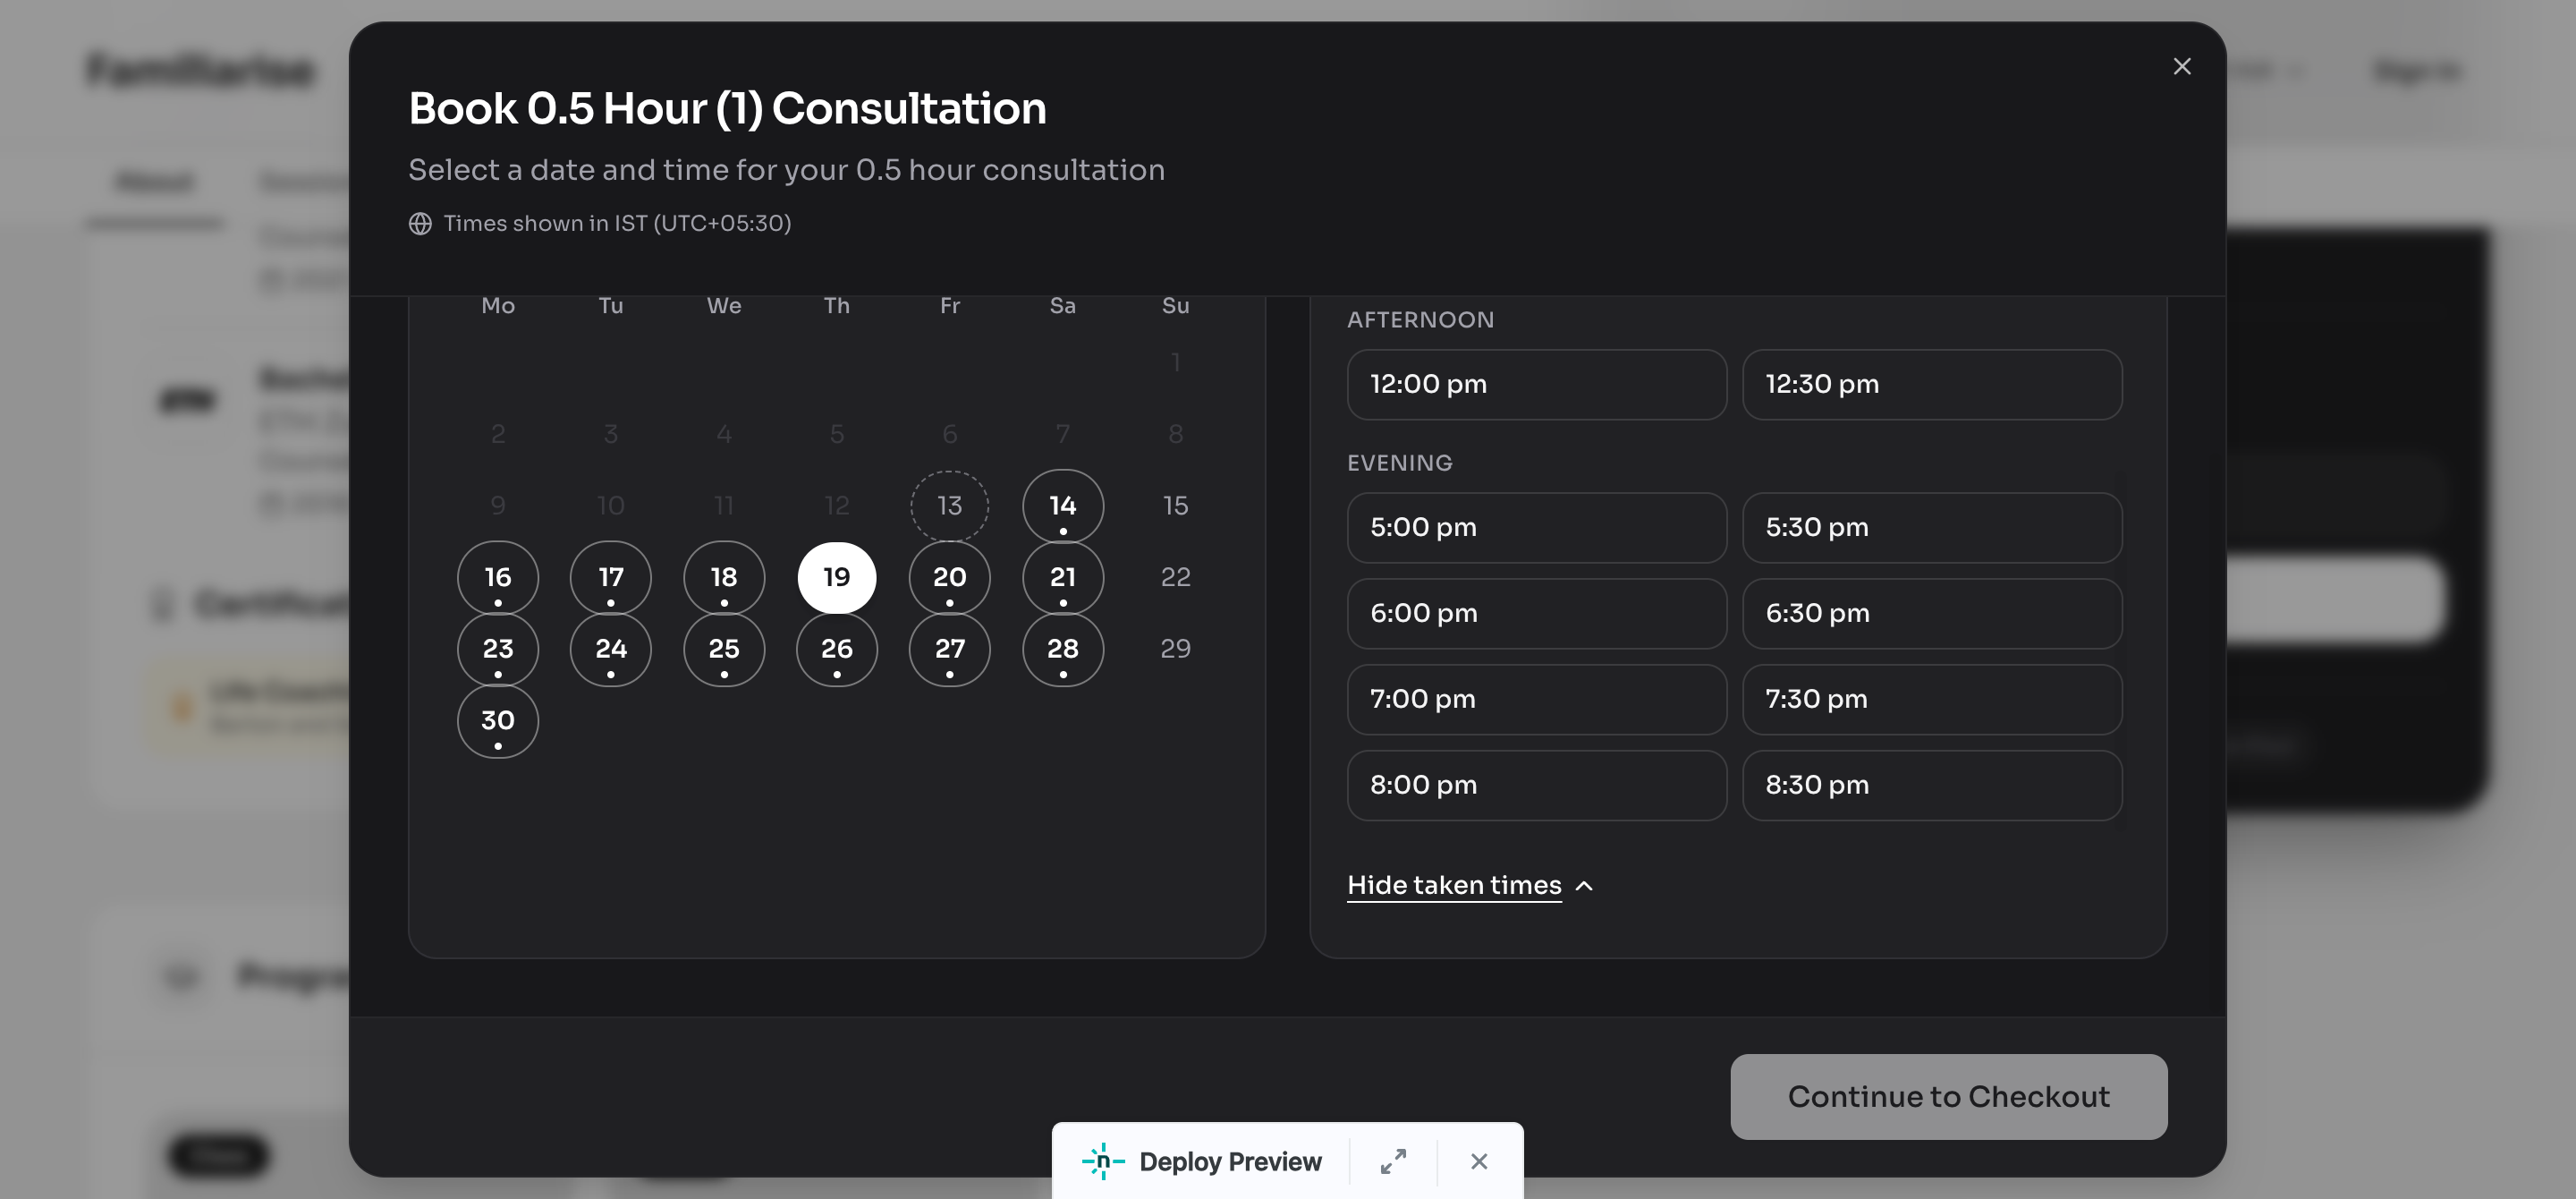 Familiarise
Sign in
About
Book 0.5 Hour (1) Consultation
Select a date and time for your 0.5 hour consultation
Times shown in IST (UTC+05:30)
Mo Tu We Th Fr Sa Su
1
2 3 4 5 6 7 8
9 10 11 12 13 14 15
16 17 18 19 20 21 22
23 24 25 26 27 28 29
30
AFTERNOON
12:00 pm 12:30 pm
EVENING
5:00 pm 5:30 pm
6:00 pm 6:30 pm
7:00 pm 7:30 pm
8:00 pm 8:30 pm
Hide taken times
Continue to Checkout
Deploy Preview